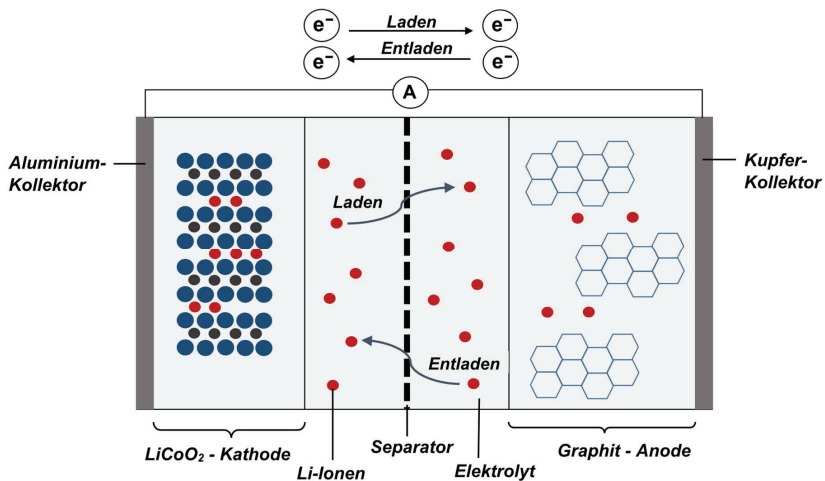 e⁻ Laden e⁻
e⁻ Entladen e⁻
A
Aluminium-
Kollektor
Kupfer-
Kollektor
Laden
Entladen
LiCoO₂ - Kathode
Li-Ionen
Separator
Elektrolyt
Graphit - Anode